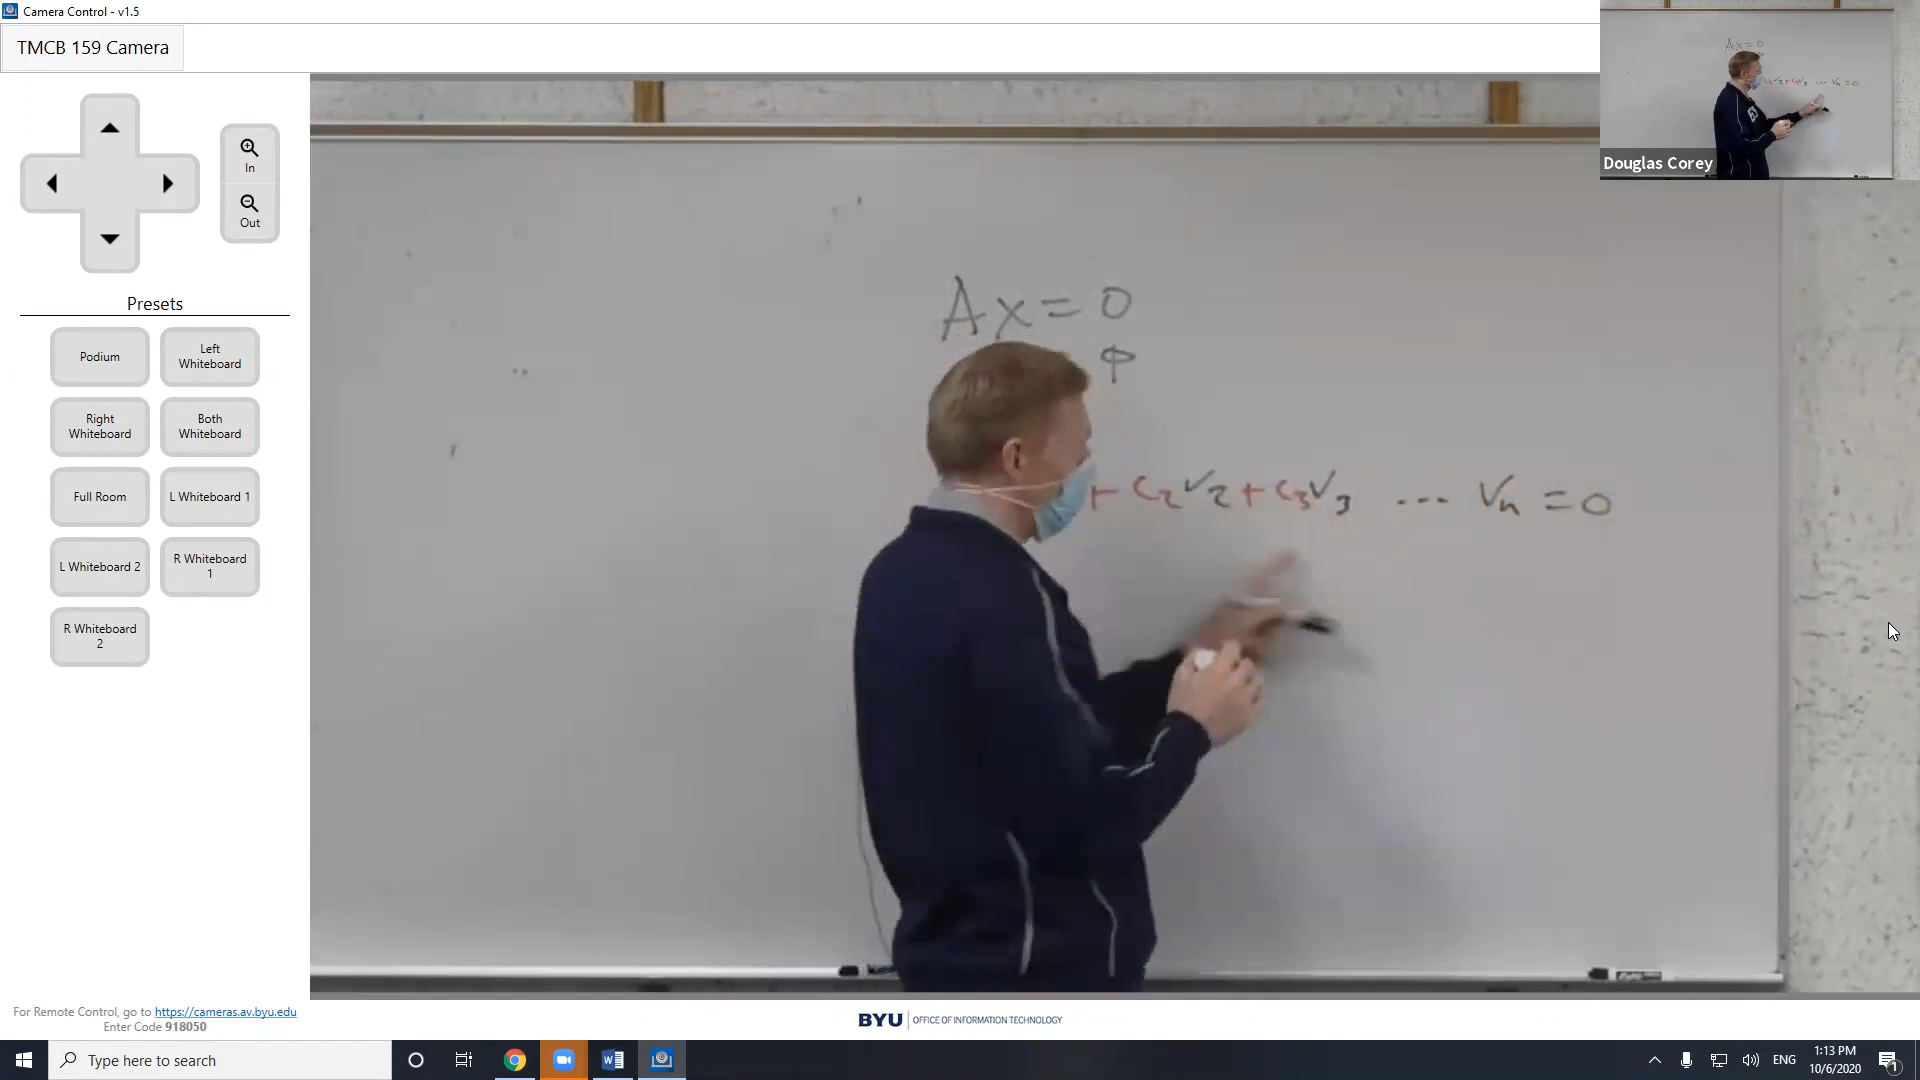 Camera Control - v1.5
TMCB 159 Camera
In
Out
Presets
Podium
Left
Whiteboard
Right
Whiteboard
Both
Whiteboard
Full Room
L Whiteboard 1
L Whiteboard 2
R Whiteboard
1
R Whiteboard
2
Ax=0
+ c₂v₂ + c₃v₃ ... vₙ = 0
Ax=0
Douglas Corey
For Remote Control, go to https://cameras.av.byu.edu
Enter Code 918050
BYU OFFICE OF INFORMATION TECHNOLOGY
Type here to search
ENG
1:13 PM
10/6/2020
1